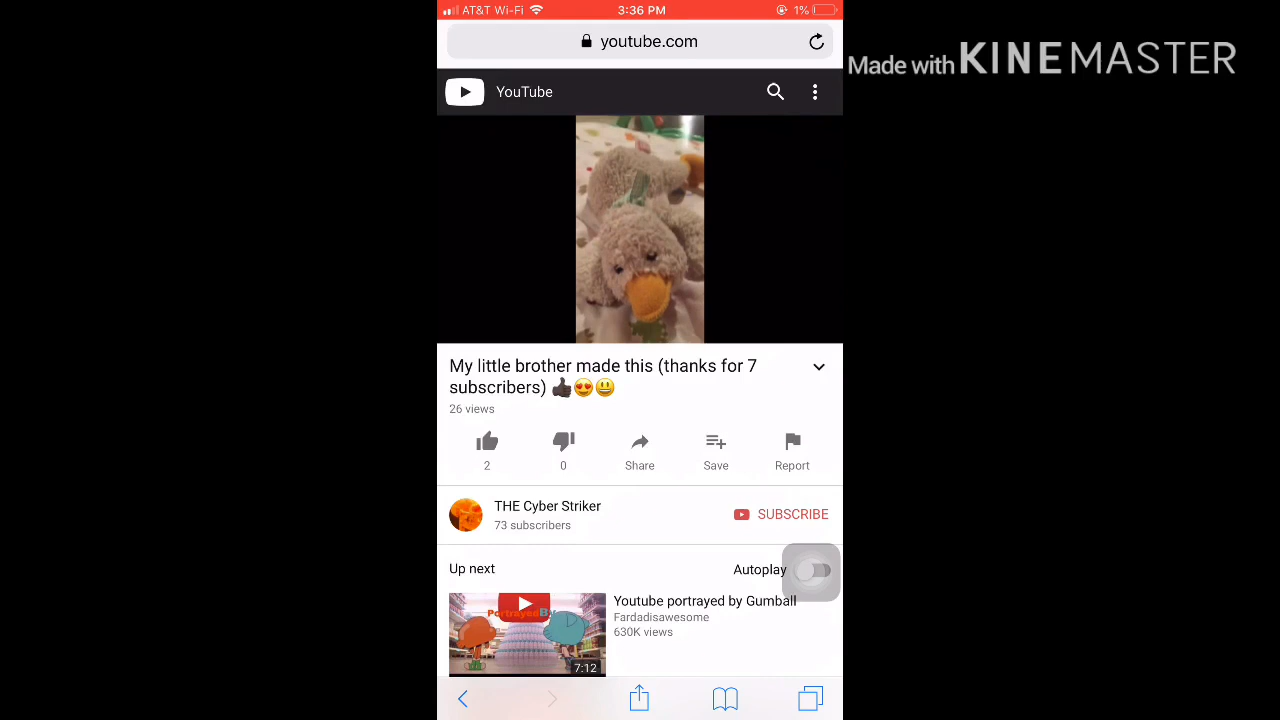 AT&T Wi-Fi 3:36 PM 1%
youtube.com
Made with KINEMASTER
YouTube
My little brother made this (thanks for 7
subscribers) 👍🏿😍😃
26 views
2 0 Share Save Report
THE Cyber Striker
73 subscribers
SUBSCRIBE
Up next Autoplay
Portrayed By
Youtube portrayed by Gumball
Fardadisawesome
630K views
7:12